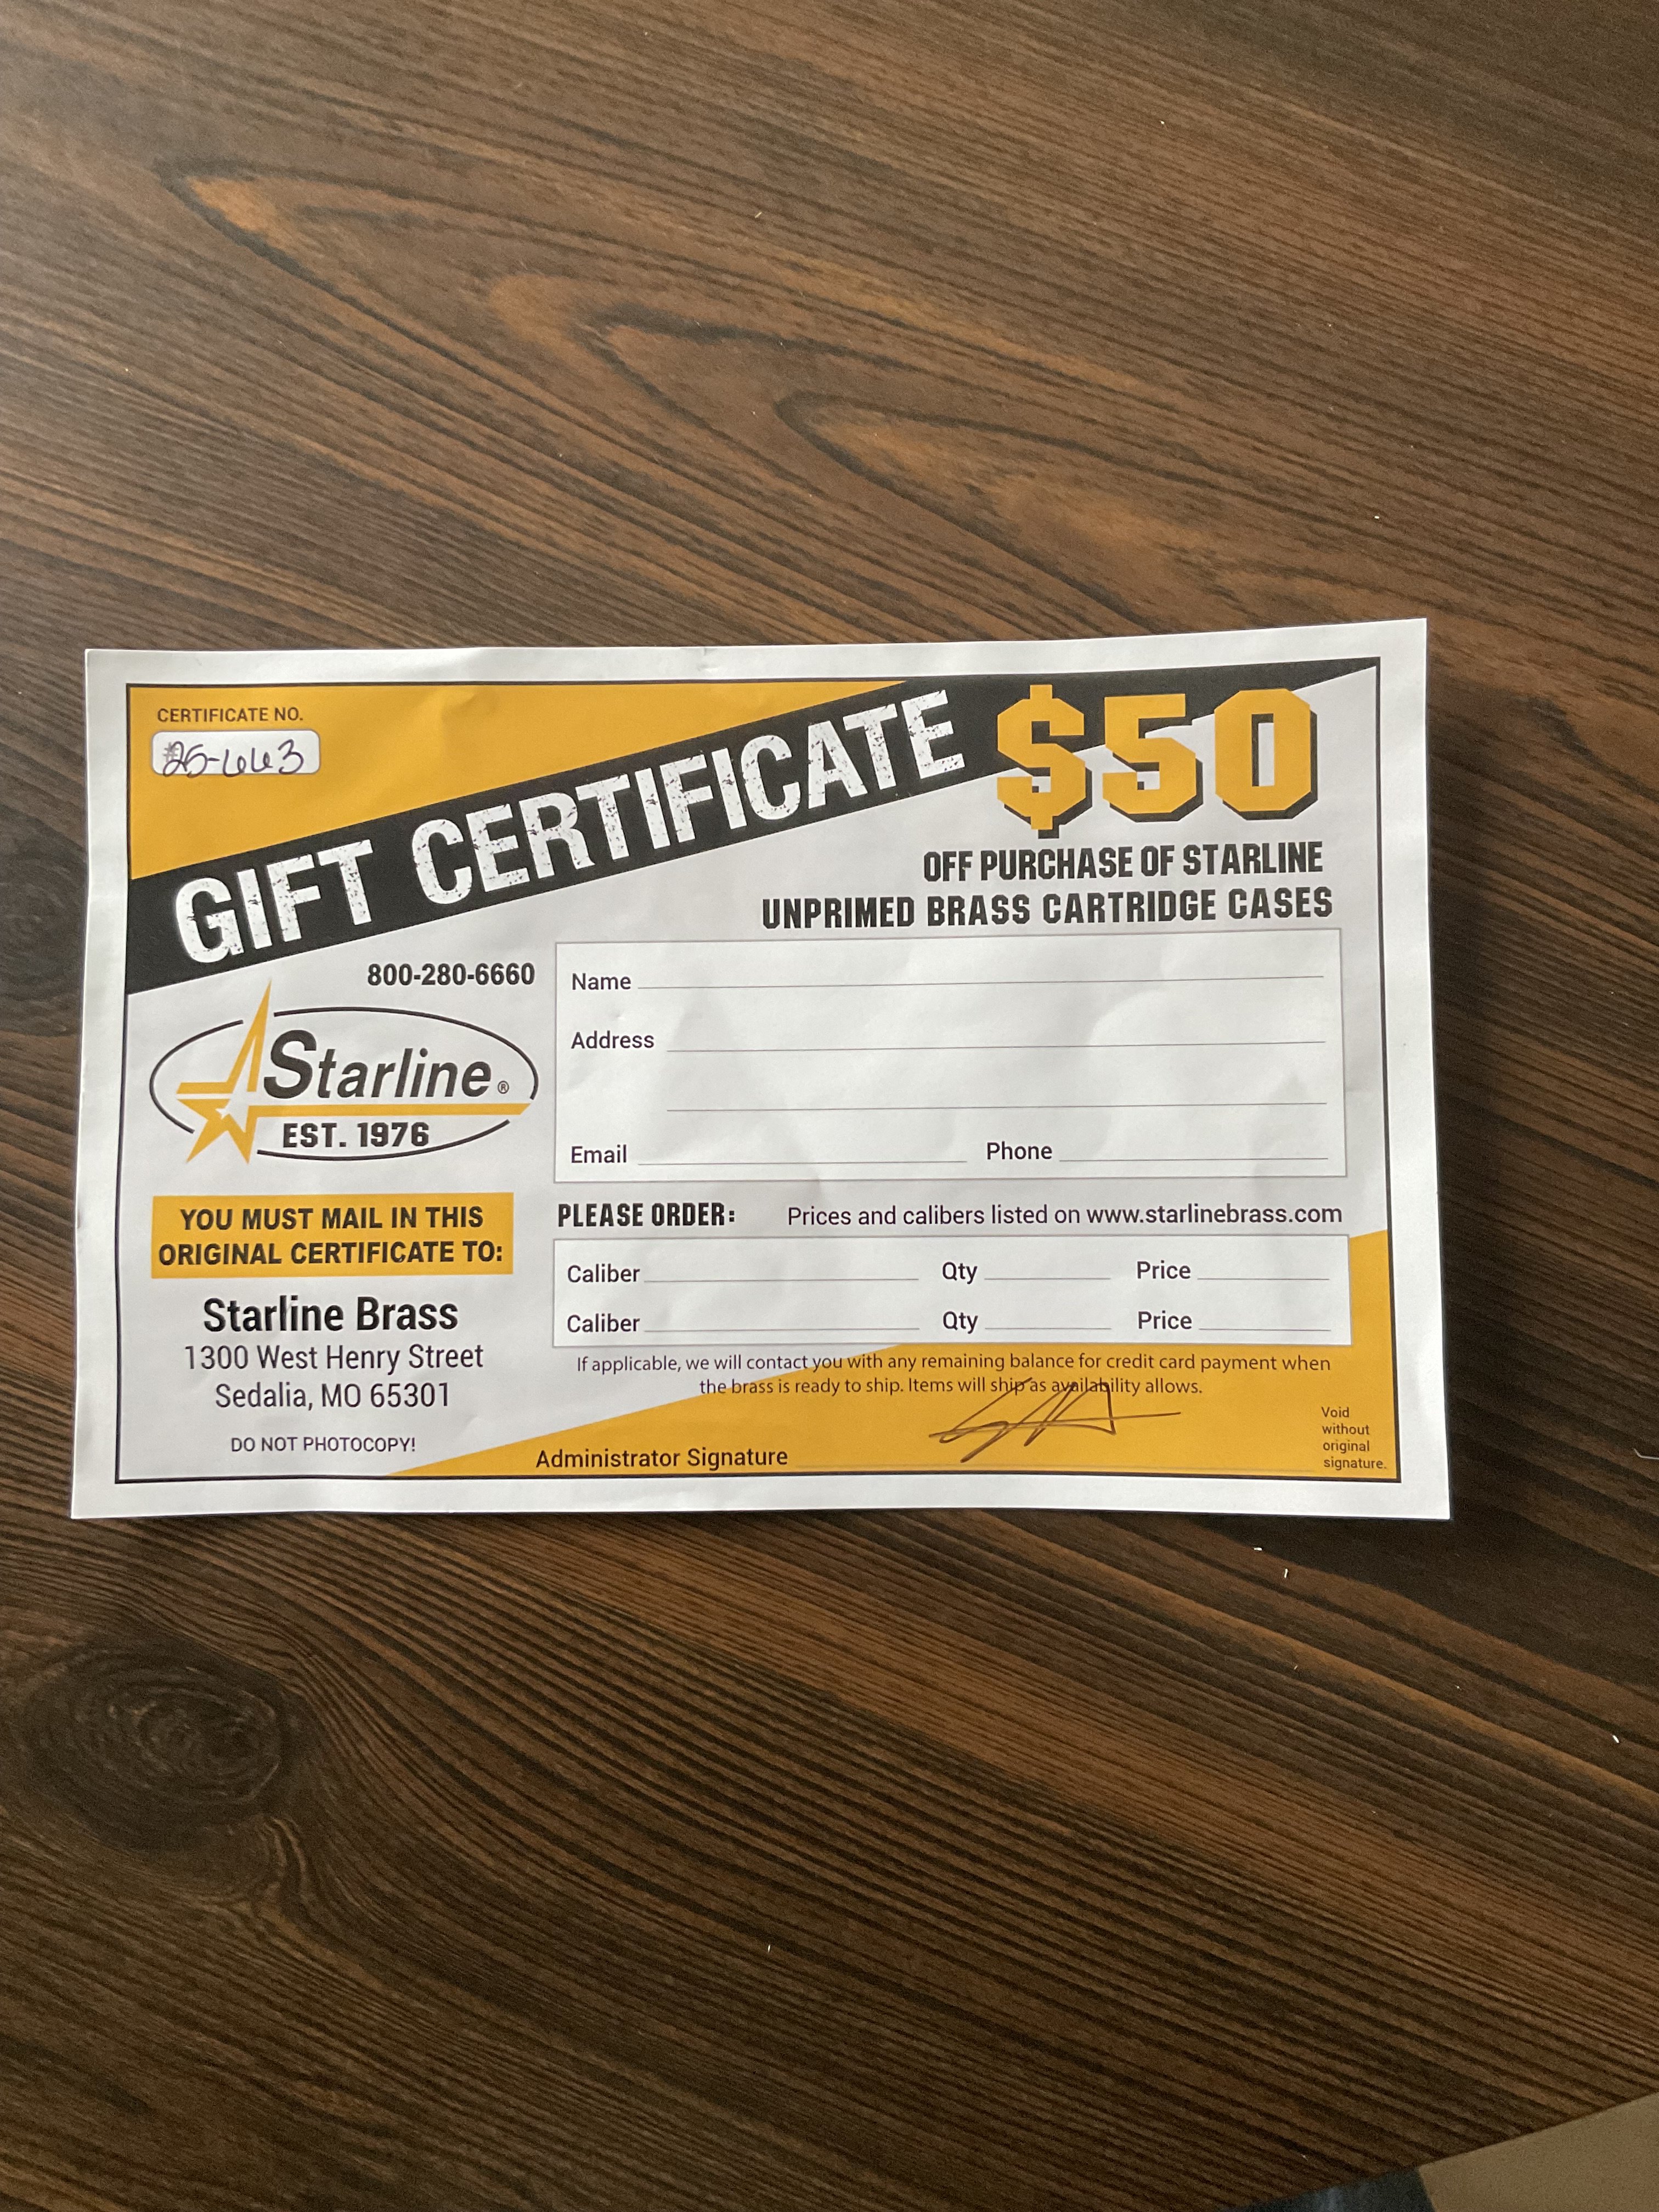 CERTIFICATE NO.
#25-663
GIFT CERTIFICATE
$50
OFF PURCHASE OF STARLINE
UNPRIMED BRASS CARTRIDGE CASES
800-280-6660
Starline®
EST. 1976
Name
Address
Email Phone
YOU MUST MAIL IN THIS
ORIGINAL CERTIFICATE TO:
Starline Brass
1300 West Henry Street
Sedalia, MO 65301
DO NOT PHOTOCOPY!
PLEASE ORDER: Prices and calibers listed on www.starlinebrass.com
Caliber Qty Price
Caliber Qty Price
If applicable, we will contact you with any remaining balance for credit card payment when
the brass is ready to ship. Items will ship as availability allows.
Administrator Signature
Void
without
original
signature.